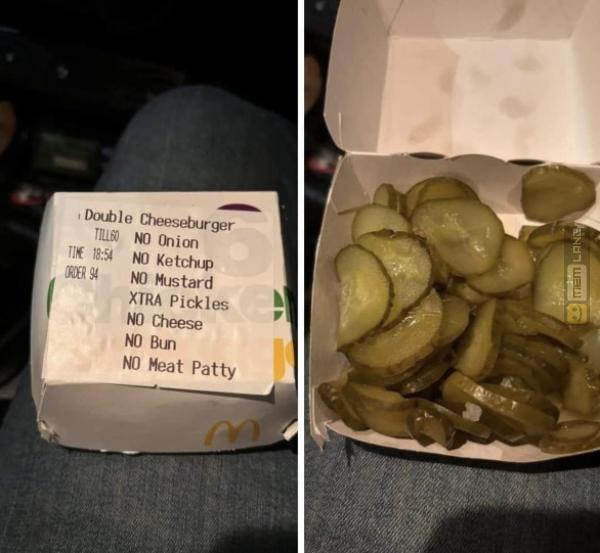 Double Cheeseburger
TILL60 NO Onion
TIME 18:54 NO Ketchup
ORDER 94 NO Mustard
XTRA Pickles
NO Cheese
NO Bun
NO Meat Patty
MEMLAND